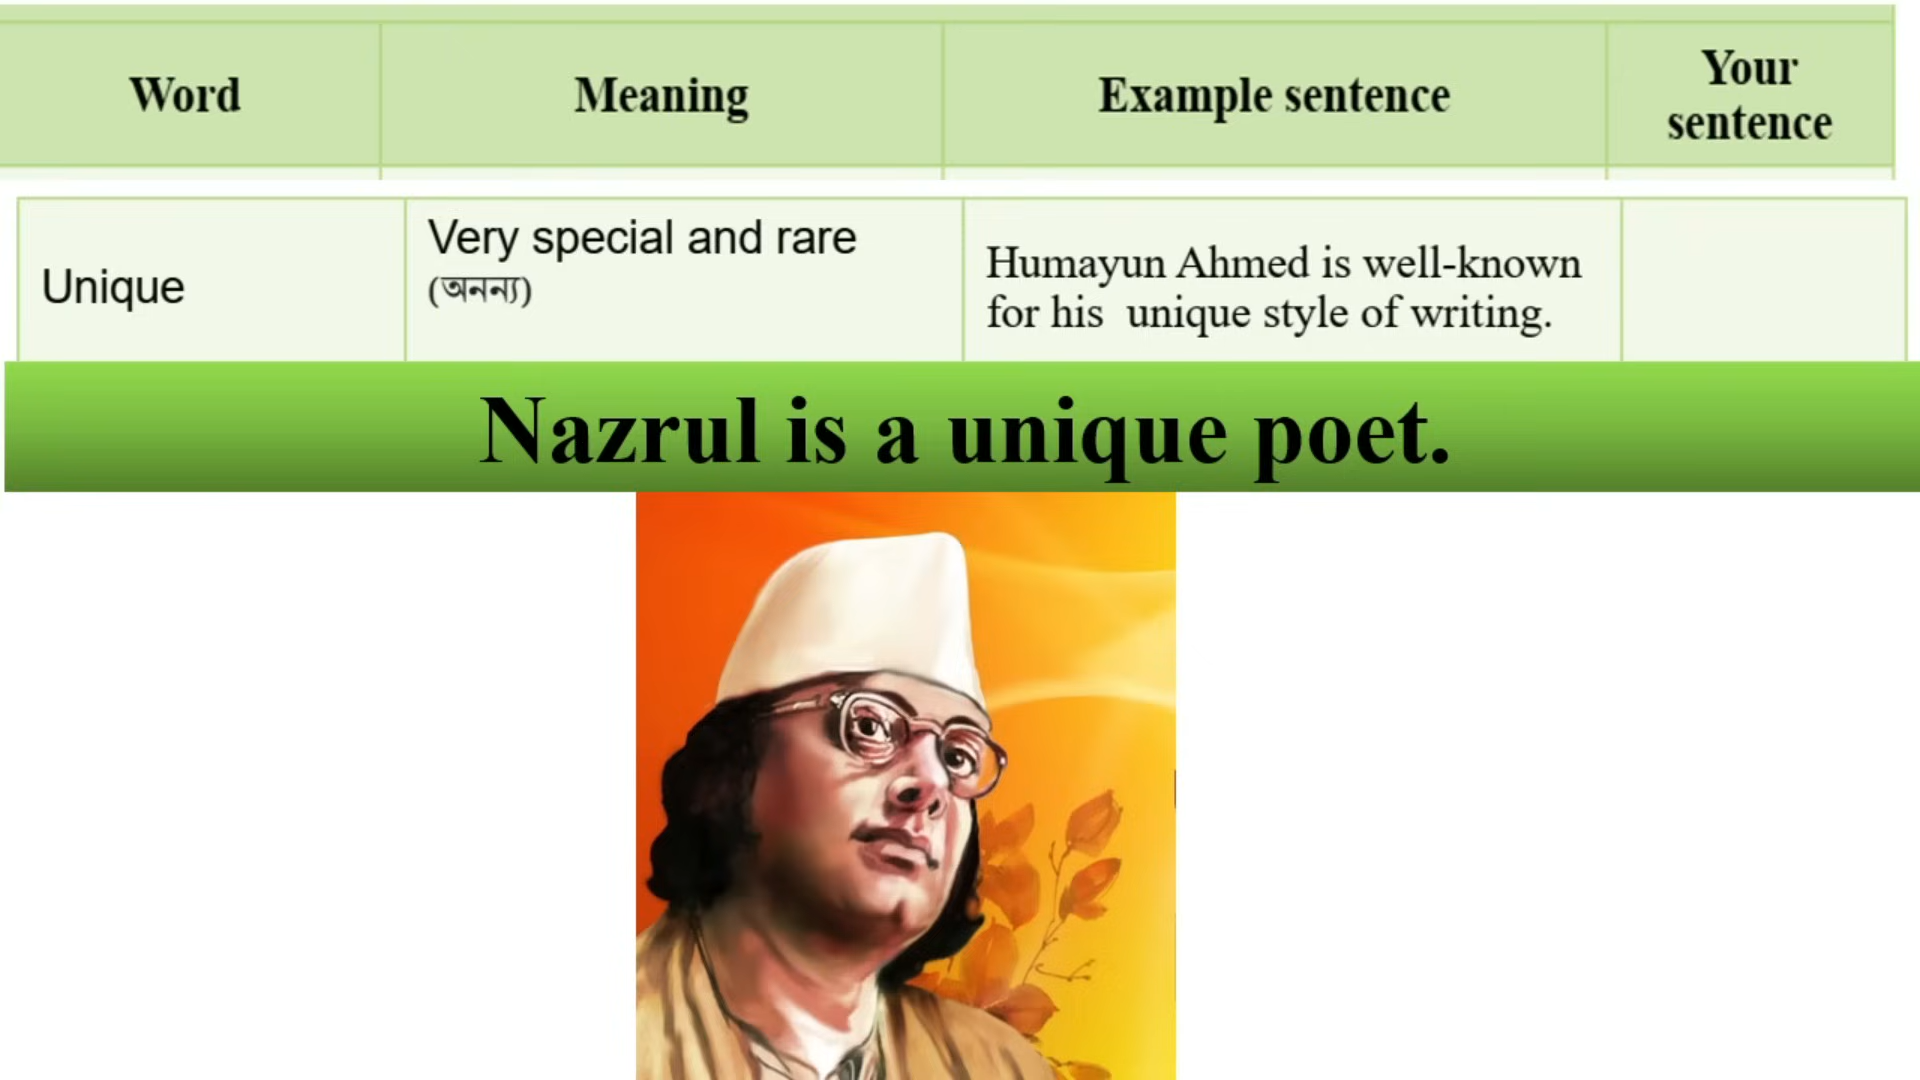 Word Meaning Example sentence Your sentence
Unique
Very special and rare
(অনন্য)
Humayun Ahmed is well-known
for his unique style of writing.
Nazrul is a unique poet.